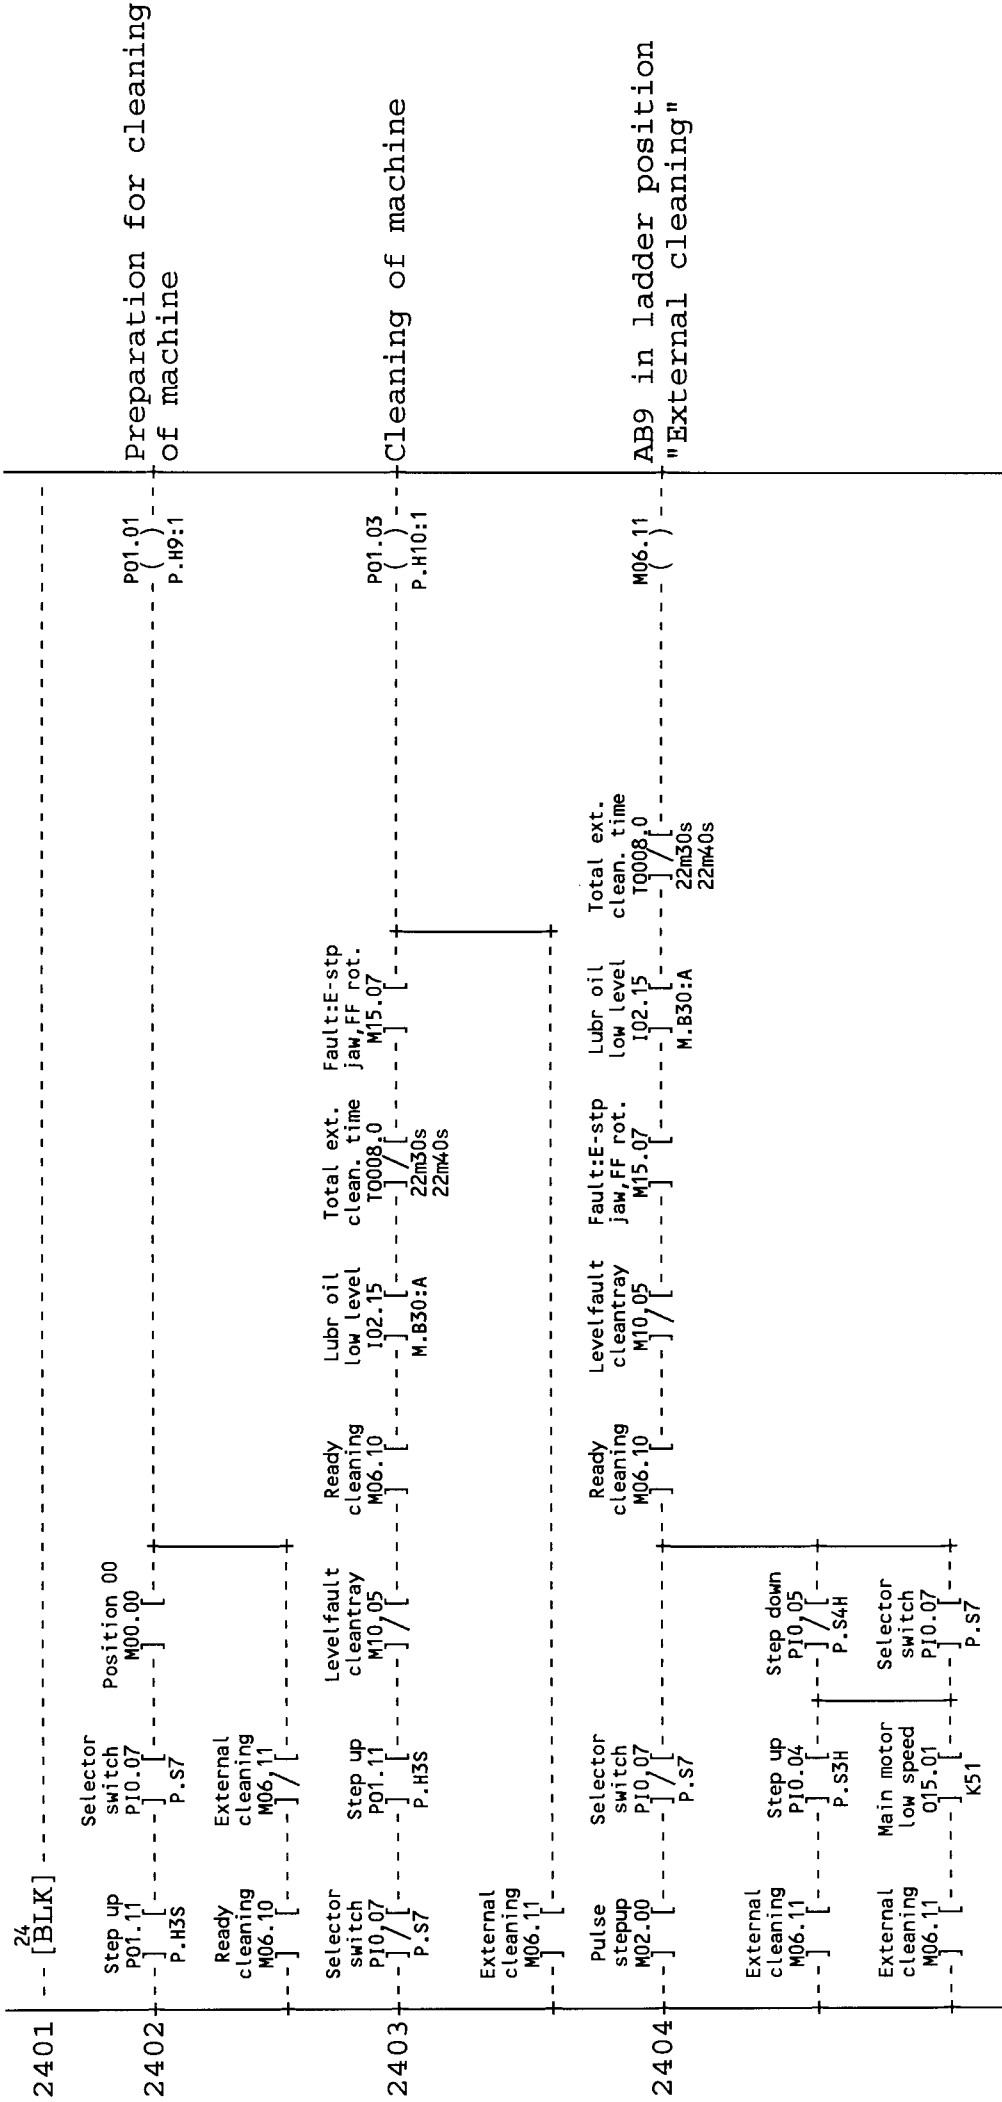 24
2401 --[BLK]
2402
Step up
P01.11
] [
P.H3S
Selector
switch
PI0.07
] [
P.S7
Position 00
M00.00
] [
P01.01
( )
P.H9:1
Preparation for cleaning
of machine
Ready
cleaning
M06.10
] [
External
cleaning
M06.11
]/[
2403
Selector
switch
PI0.07
]/[
P.S7
Step up
P01.11
] [
P.H3S
Levelfault
cleantray
M10.05
]/[
Ready
cleaning
M06.10
] [
Lubr oil
low level
I02.15
] [
M.B30:A
Total ext.
clean. time
T0008.0
]/[
22m30s
22m40s
Fault:E-stp
jaw,FF rot.
M15.07
] [
P01.03
( )
P.H10:1
Cleaning of machine
External
cleaning
M06.11
] [
2404
Pulse
stepup
M02.00
] [
Selector
switch
PI0.07
]/[
P.S7
Ready
cleaning
M06.10
] [
Levelfault
cleantray
M10.05
]/[
Fault:E-stp
jaw,FF rot.
M15.07
] [
Lubr oil
low level
I02.15
] [
M.B30:A
Total ext.
clean. time
T0008.0
]/[
22m30s
22m40s
M06.11
( )
AB9 in ladder position
"External cleaning"
External
cleaning
M06.11
] [
Step up
PI0.04
] [
P.S3H
Step down
PI0.05
]/[
P.S4H
External
cleaning
M06.11
] [
Main motor
low speed
O15.01
] [
K51
Selector
switch
PI0.07
] [
P.S7